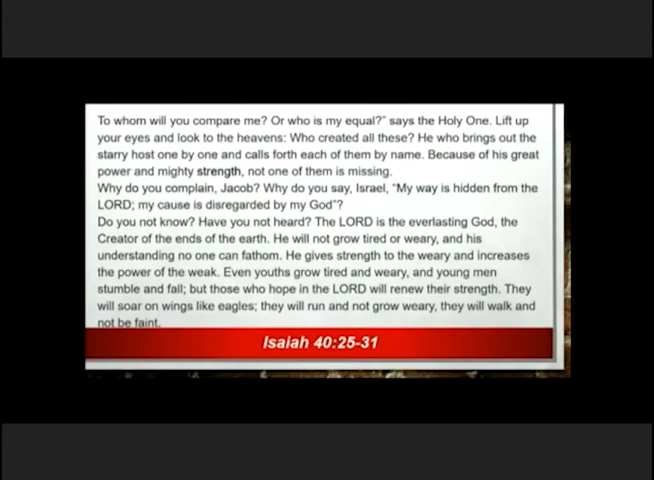 To whom will you compare me? Or who is my equal?" says the Holy One. Lift up
your eyes and look to the heavens: Who created all these? He who brings out the
starry host one by one and calls forth each of them by name. Because of his great
power and mighty strength, not one of them is missing.
Why do you complain, Jacob? Why do you say, Israel, "My way is hidden from the
LORD; my cause is disregarded by my God"?
Do you not know? Have you not heard? The LORD is the everlasting God, the
Creator of the ends of the earth. He will not grow tired or weary, and his
understanding no one can fathom. He gives strength to the weary and increases
the power of the weak. Even youths grow tired and weary, and young men
stumble and fall; but those who hope in the LORD will renew their strength. They
will soar on wings like eagles; they will run and not grow weary, they will walk and
not be faint.
Isaiah 40:25-31